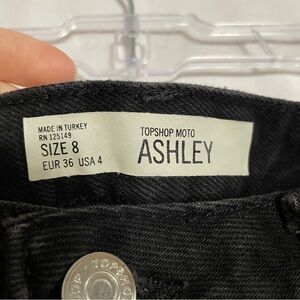 MADE IN TURKEY
RN 125149
SIZE 8
EUR 36 USA 4
TOPSHOP MOTO
ASHLEY